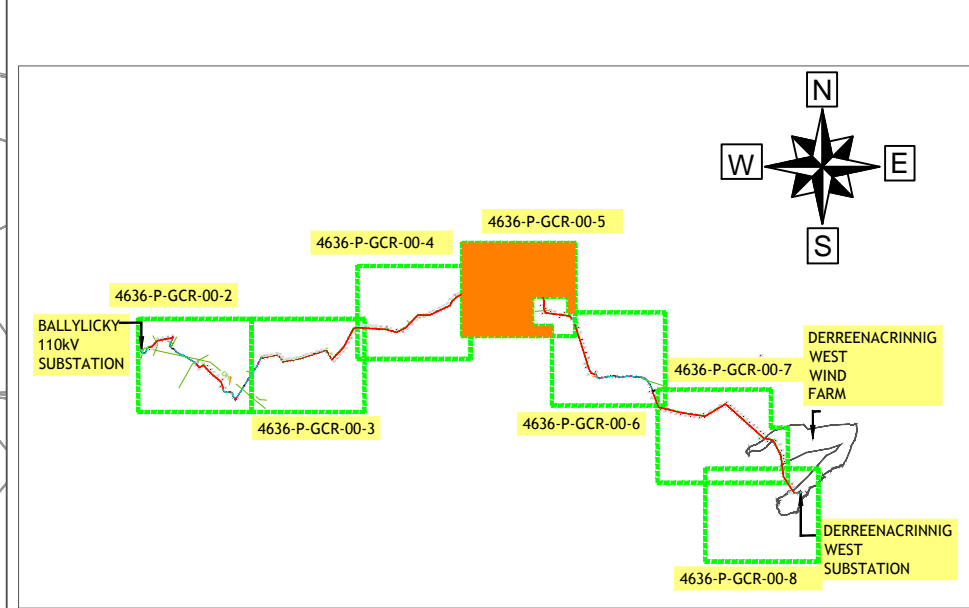 N
W
E
S
4636-P-GCR-00-5
4636-P-GCR-00-4
4636-P-GCR-00-2
BALLYLICKY
110kV
SUBSTATION
DERREENACRINNIG
WEST
WIND
FARM
4636-P-GCR-00-7
4636-P-GCR-00-6
4636-P-GCR-00-3
DERREENACRINNIG
WEST
SUBSTATION
4636-P-GCR-00-8